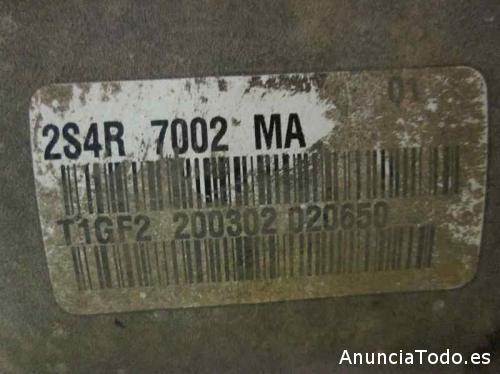 01
2S4R 7002 MA
T1GF2 200302 020650
AnunciaTodo.es